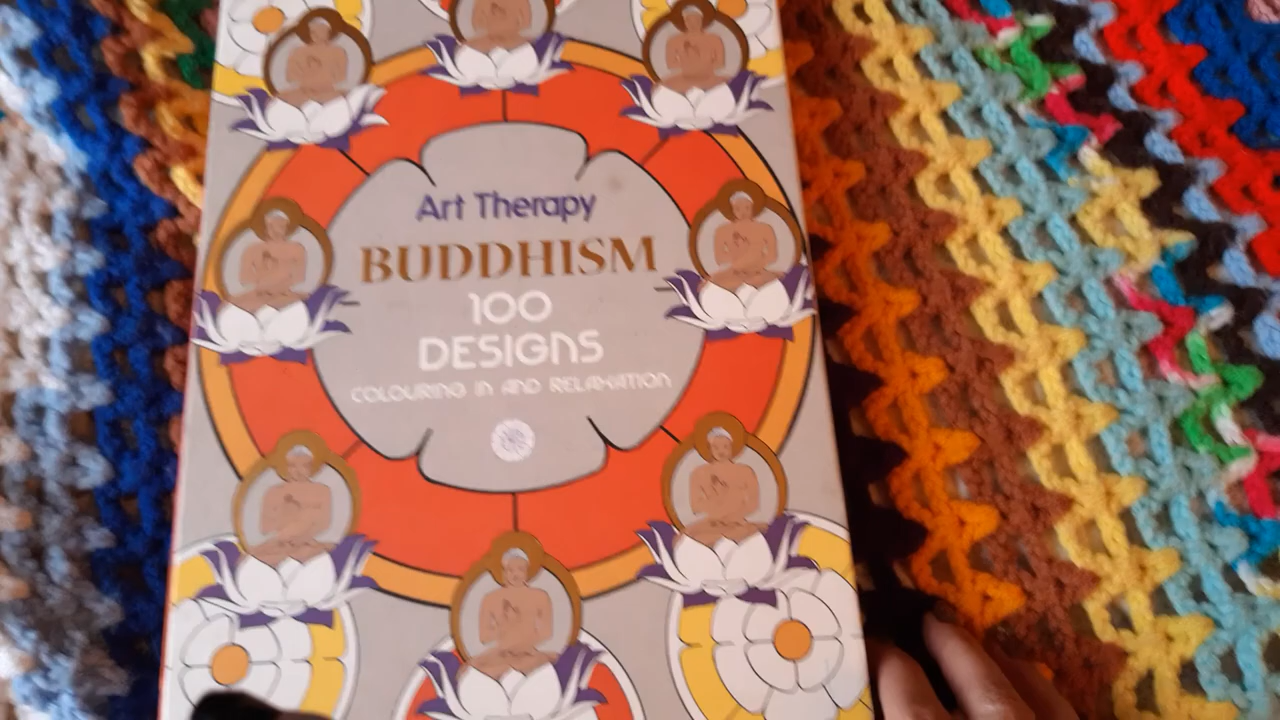 Art Therapy
BUDDHISM
100
DESIGNS
COLOURING IN AND RELAXATION